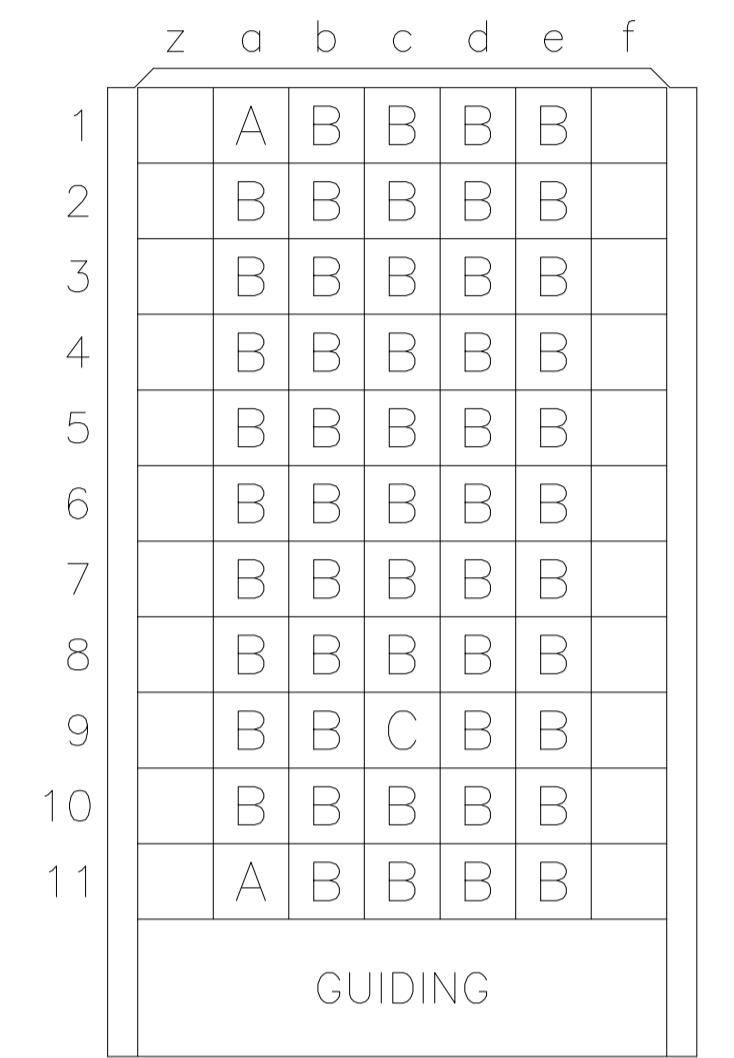 z a b c d e f
1 A B B B B
2 B B B B B
3 B B B B B
4 B B B B B
5 B B B B B
6 B B B B B
7 B B B B B
8 B B B B B
9 B B C B B
10 B B B B B
11 A B B B B
GUIDING